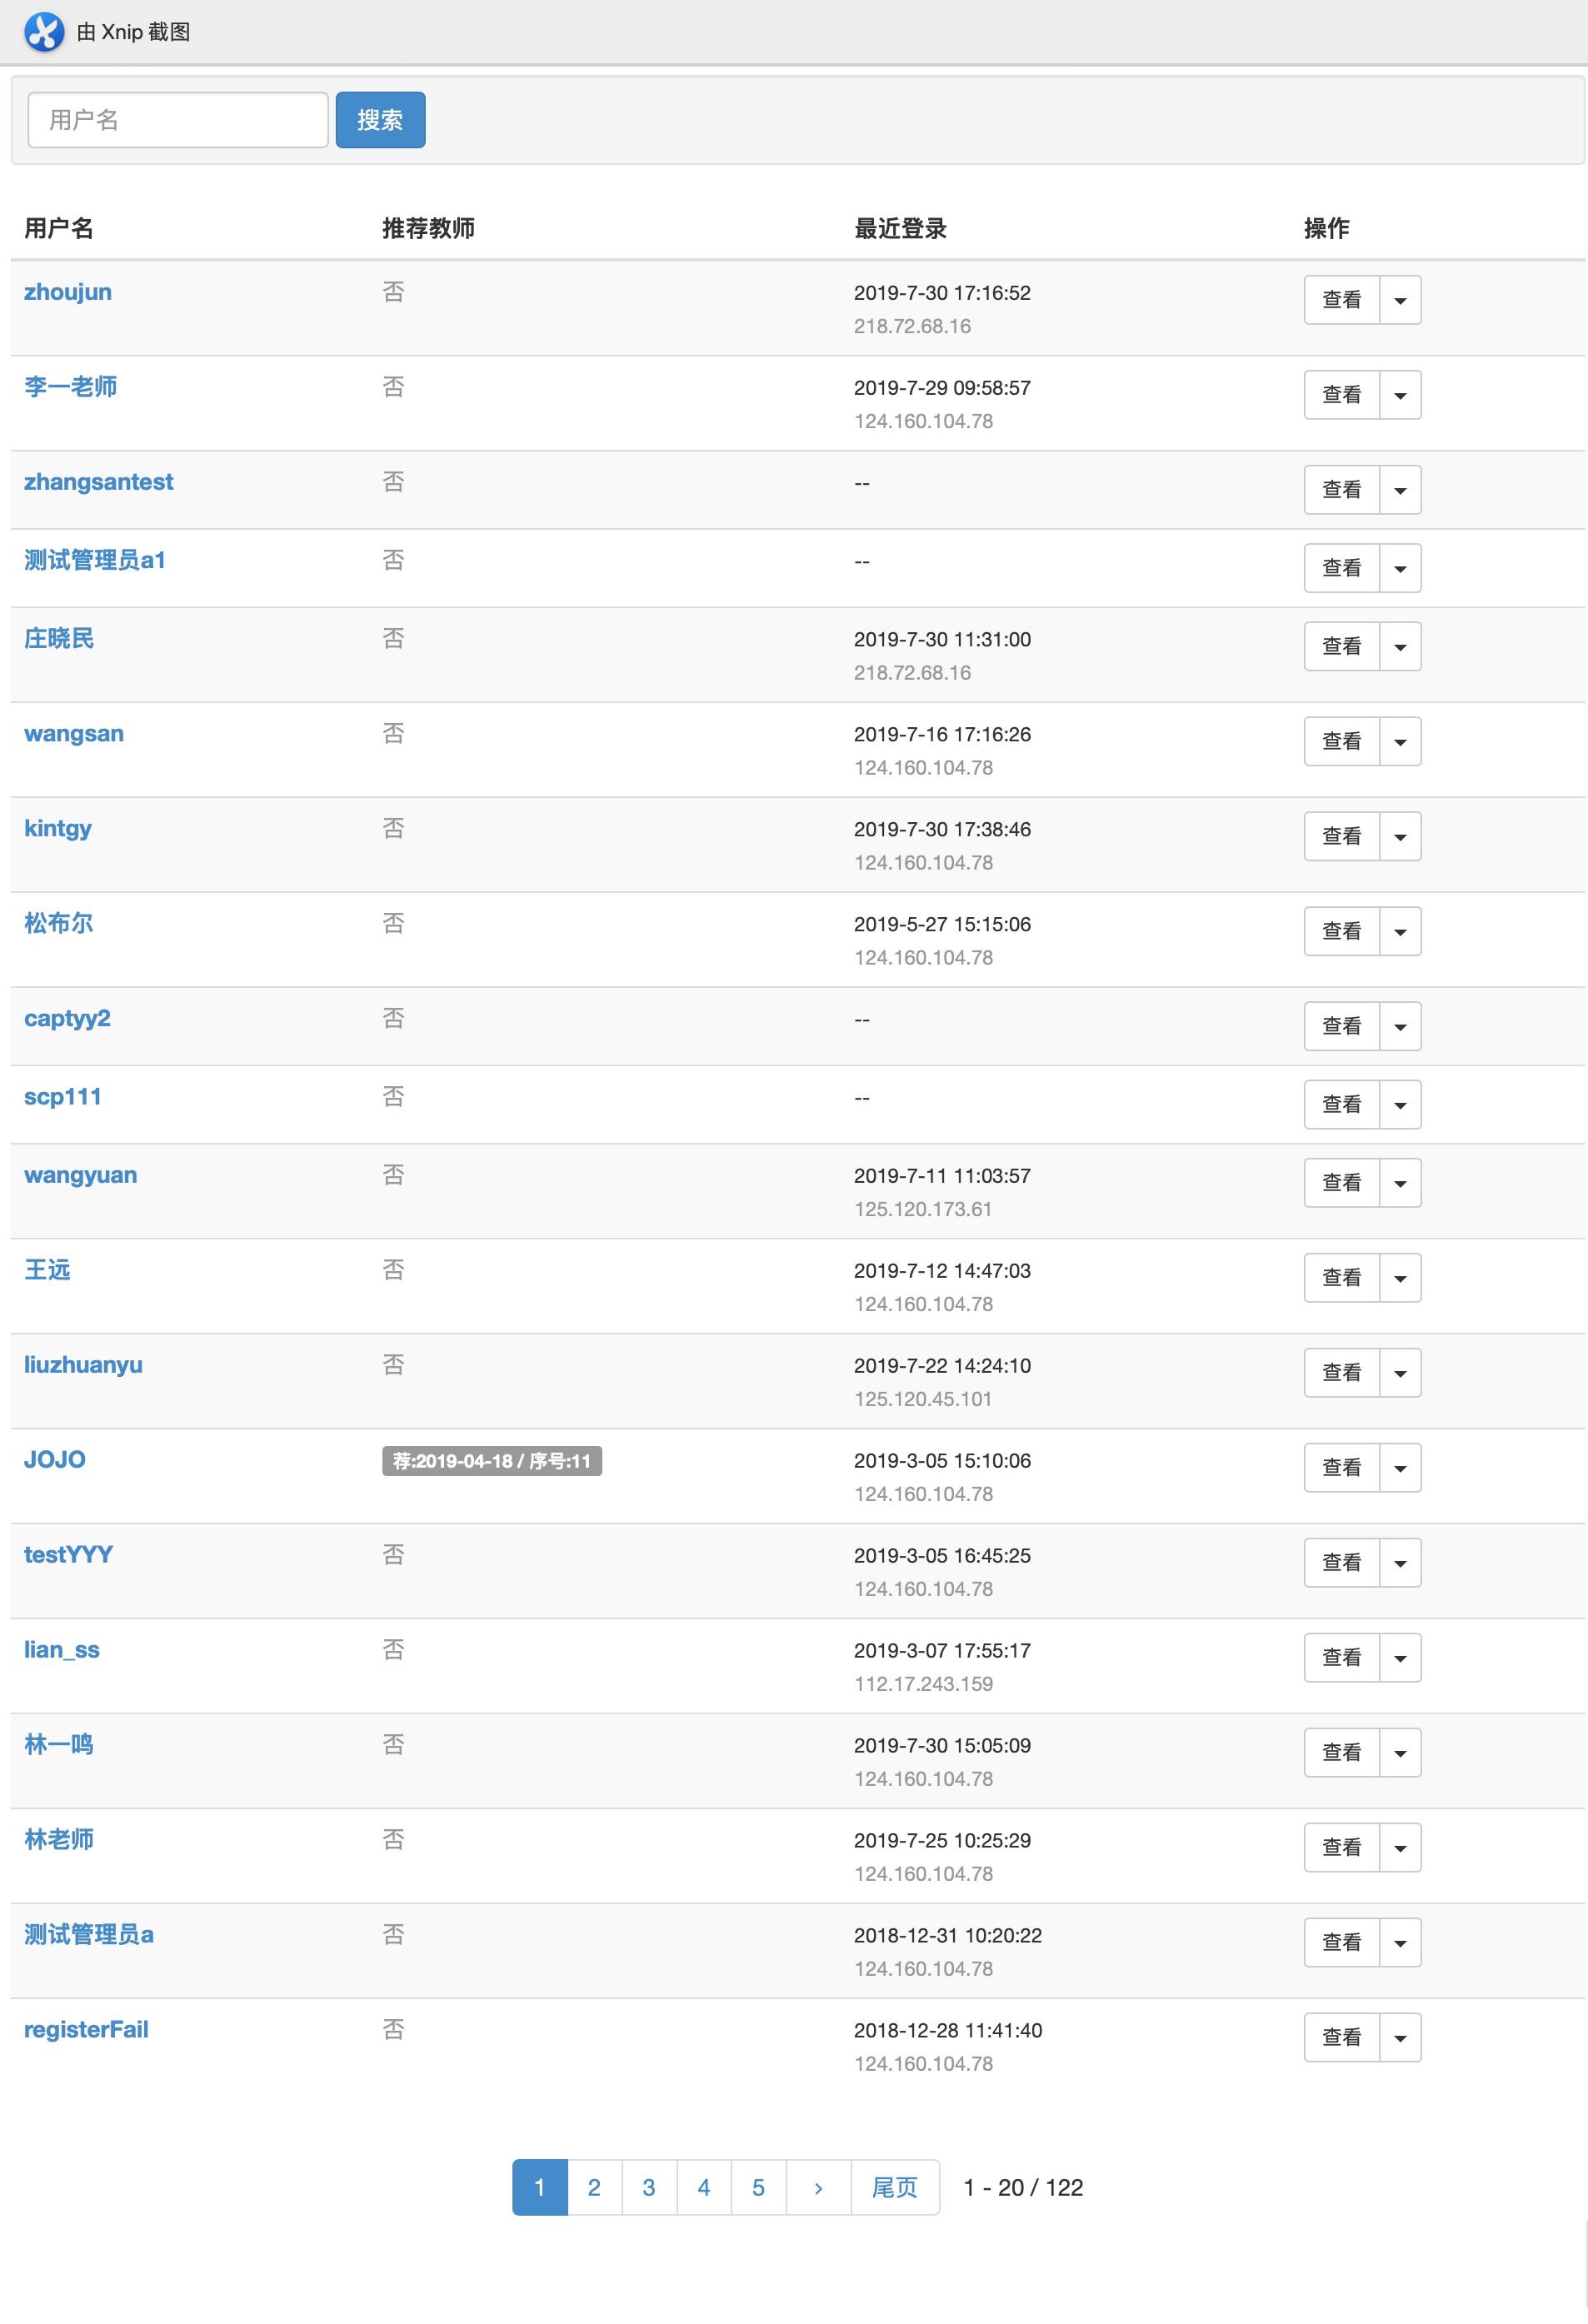 由 Xnip 截图
用户名 搜索
用户名 推荐教师 最近登录 操作
zhoujun 否 2019-7-30 17:16:52 查看
218.72.68.16
李一老师 否 2019-7-29 09:58:57 查看
124.160.104.78
zhangsantest 否 -- 查看
测试管理员a1 否 -- 查看
庄晓民 否 2019-7-30 11:31:00 查看
218.72.68.16
wangsan 否 2019-7-16 17:16:26 查看
124.160.104.78
kintgy 否 2019-7-30 17:38:46 查看
124.160.104.78
松布尔 否 2019-5-27 15:15:06 查看
124.160.104.78
captyy2 否 -- 查看
scp111 否 -- 查看
wangyuan 否 2019-7-11 11:03:57 查看
125.120.173.61
王远 否 2019-7-12 14:47:03 查看
124.160.104.78
liuzhuanyu 否 2019-7-22 14:24:10 查看
125.120.45.101
JOJO 荐:2019-04-18 / 序号:11 2019-3-05 15:10:06 查看
124.160.104.78
testYYY 否 2019-3-05 16:45:25 查看
124.160.104.78
lian_ss 否 2019-3-07 17:55:17 查看
112.17.243.159
林一鸣 否 2019-7-30 15:05:09 查看
124.160.104.78
林老师 否 2019-7-25 10:25:29 查看
124.160.104.78
测试管理员a 否 2018-12-31 10:20:22 查看
124.160.104.78
registerFail 否 2018-12-28 11:41:40 查看
124.160.104.78
1 2 3 4 5 › 尾页 1 - 20 / 122